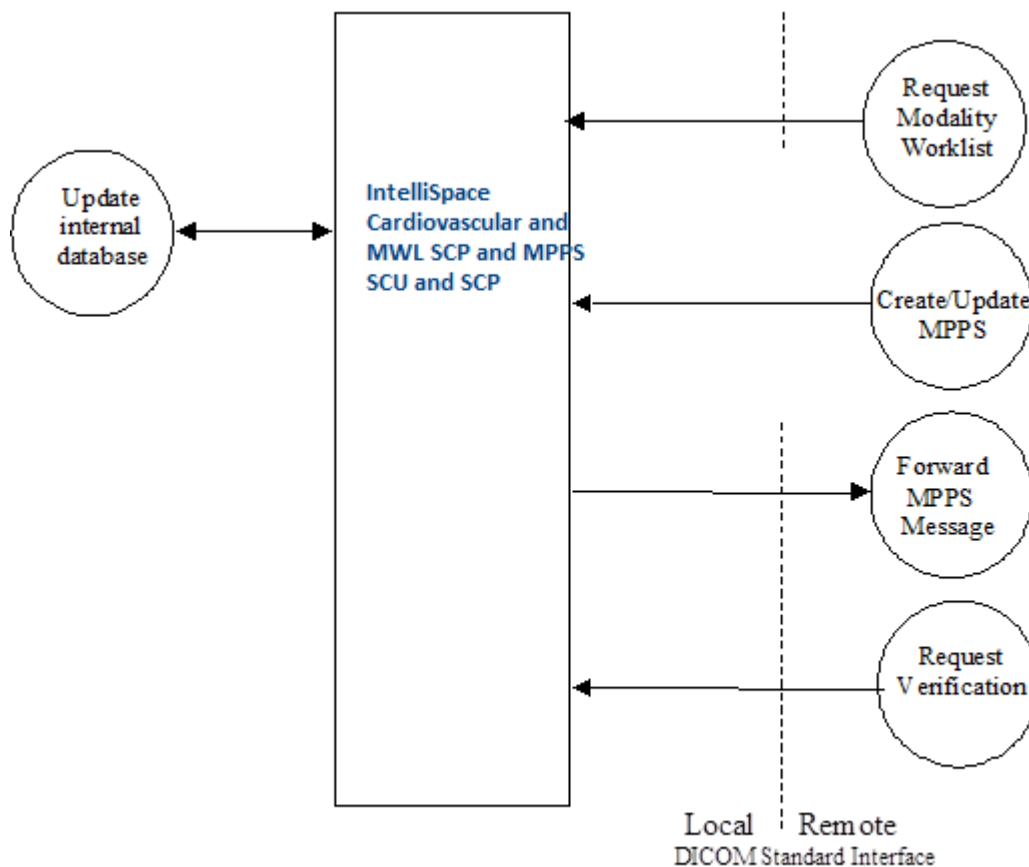 Request
Modality
Worklist
Update
internal
database
IntelliSpace
Cardiovascular and
MWL SCP and MPPS
SCU and SCP
Create/Update
MPPS
Forward
MPPS
Message
Request
Verification
Local
Remote
DICOM Standard Interface